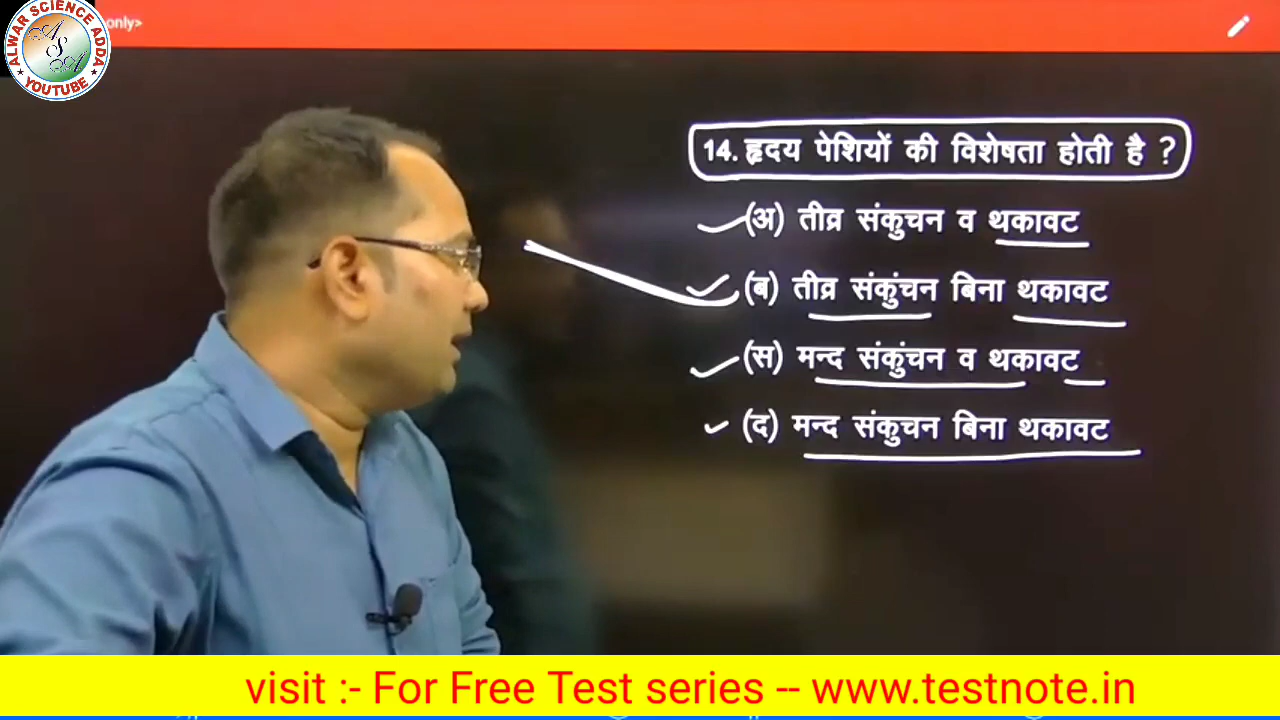 ALWAR SCIENCE ADDA
ASA
YOUTUBE
only>
14. हृदय पेशियों की विशेषता होती है ?
(अ) तीव्र संकुचन व थकावट
(ब) तीव्र संकुंचन बिना थकावट
(स) मन्द संकुंचन व थकावट
(द) मन्द संकुचन बिना थकावट
visit :- For Free Test series -- www.testnote.in